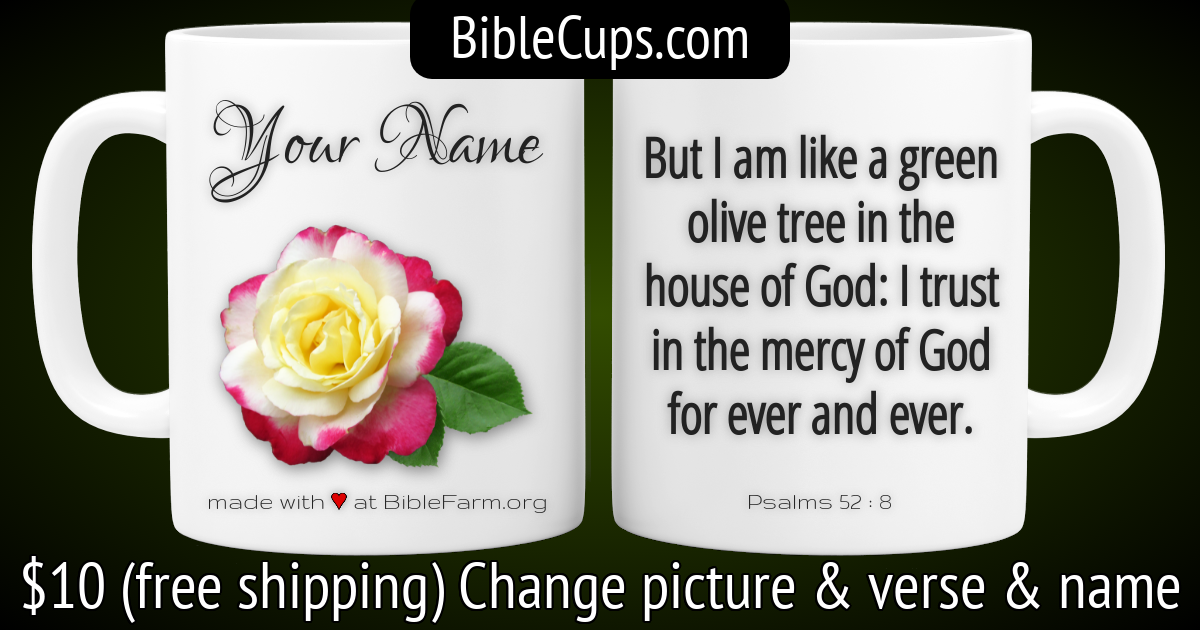 BibleCups.com
Your Name
made with ♥ at BibleFarm.org
But I am like a green
olive tree in the
house of God: I trust
in the mercy of God
for ever and ever.
Psalms 52 : 8
$10 (free shipping) Change picture & verse & name